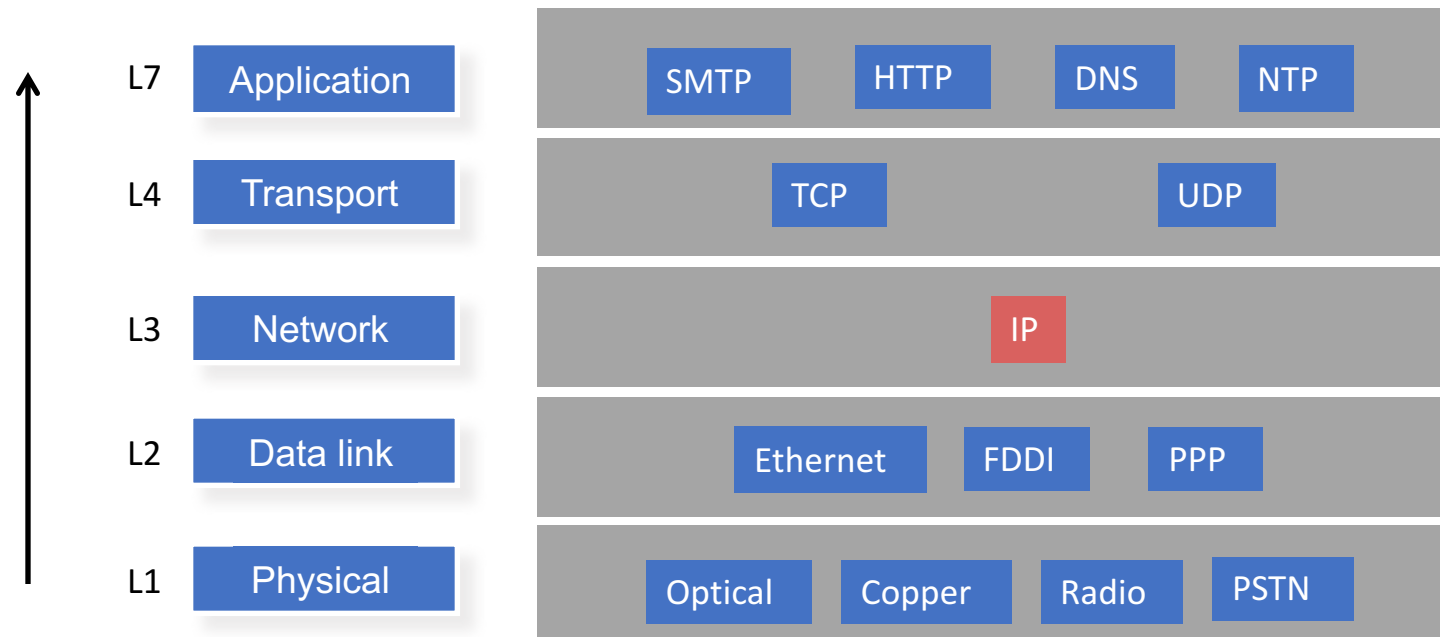 L7 Application SMTP HTTP DNS NTP
L4 Transport TCP UDP
L3 Network IP
L2 Data link Ethernet FDDI PPP
L1 Physical Optical Copper Radio PSTN